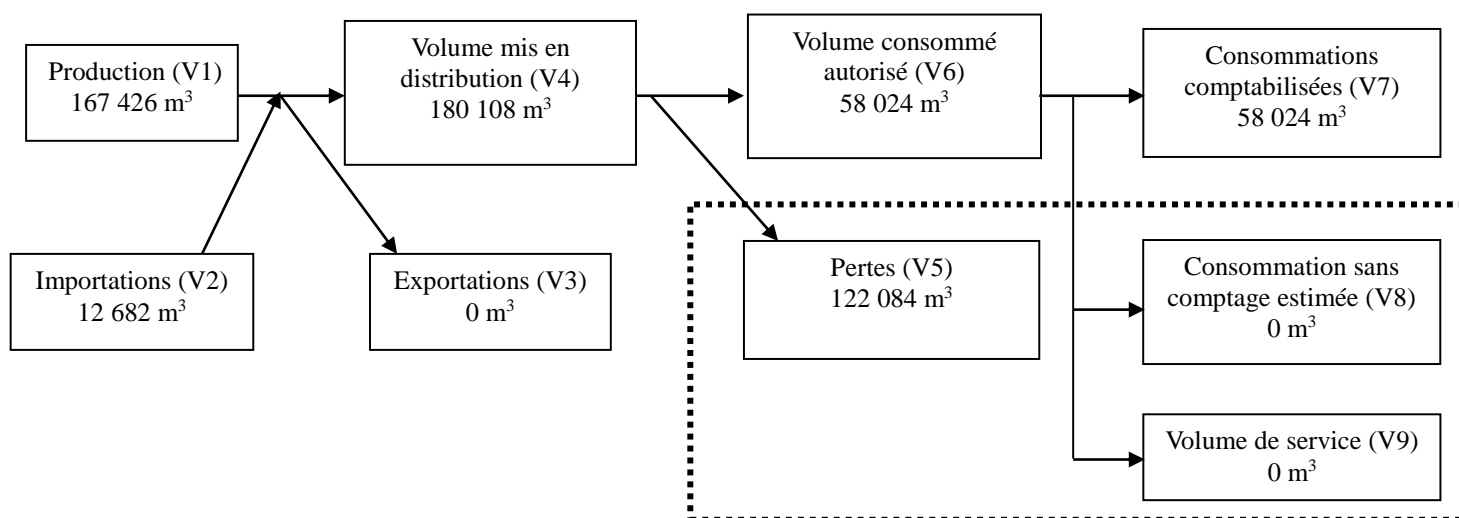 Production (V1)
167 426 m³
Volume mis en
distribution (V4)
180 108 m³
Volume consommé
autorisé (V6)
58 024 m³
Consommations
comptabilisées (V7)
58 024 m³
Importations (V2)
12 682 m³
Exportations (V3)
0 m³
Pertes (V5)
122 084 m³
Consommation sans
comptage estimée (V8)
0 m³
Volume de service (V9)
0 m³